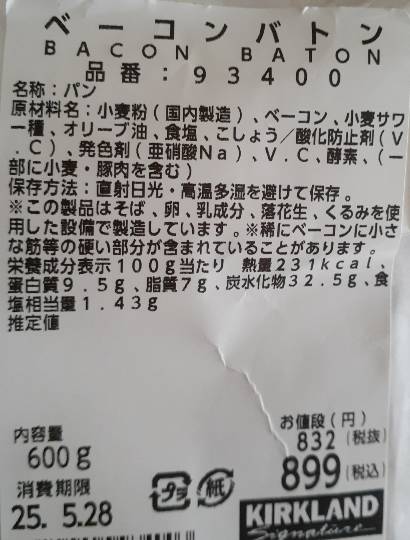 ベーコンバトン
BACON BATON
品番:93400
名称:パン
原材料名:小麦粉(国内製造)、ベーコン、小麦サワ
ー種、オリーブ油、食塩、こしょう/酸化防止剤(V
.C)、発色剤(亜硝酸Na)、V.C、酵素、(一
部に小麦・豚肉を含む)
保存方法:直射日光・高温多湿を避けて保存。
※この製品はそば、卵、乳成分、落花生、くるみを使
用した設備で製造しています。※稀にベーコンに小さ
な筋等の硬い部分が含まれていることがあります。
栄養成分表示100g当たり 熱量231kcal、
蛋白質9.5g、脂質7g、炭水化物32.5g、食
塩相当量1.43g
推定値
お値段(円)
内容量 832(税抜)
600g 899(税込)
消費期限 プラ 紙
25. 5.28 KIRKLAND
Signature